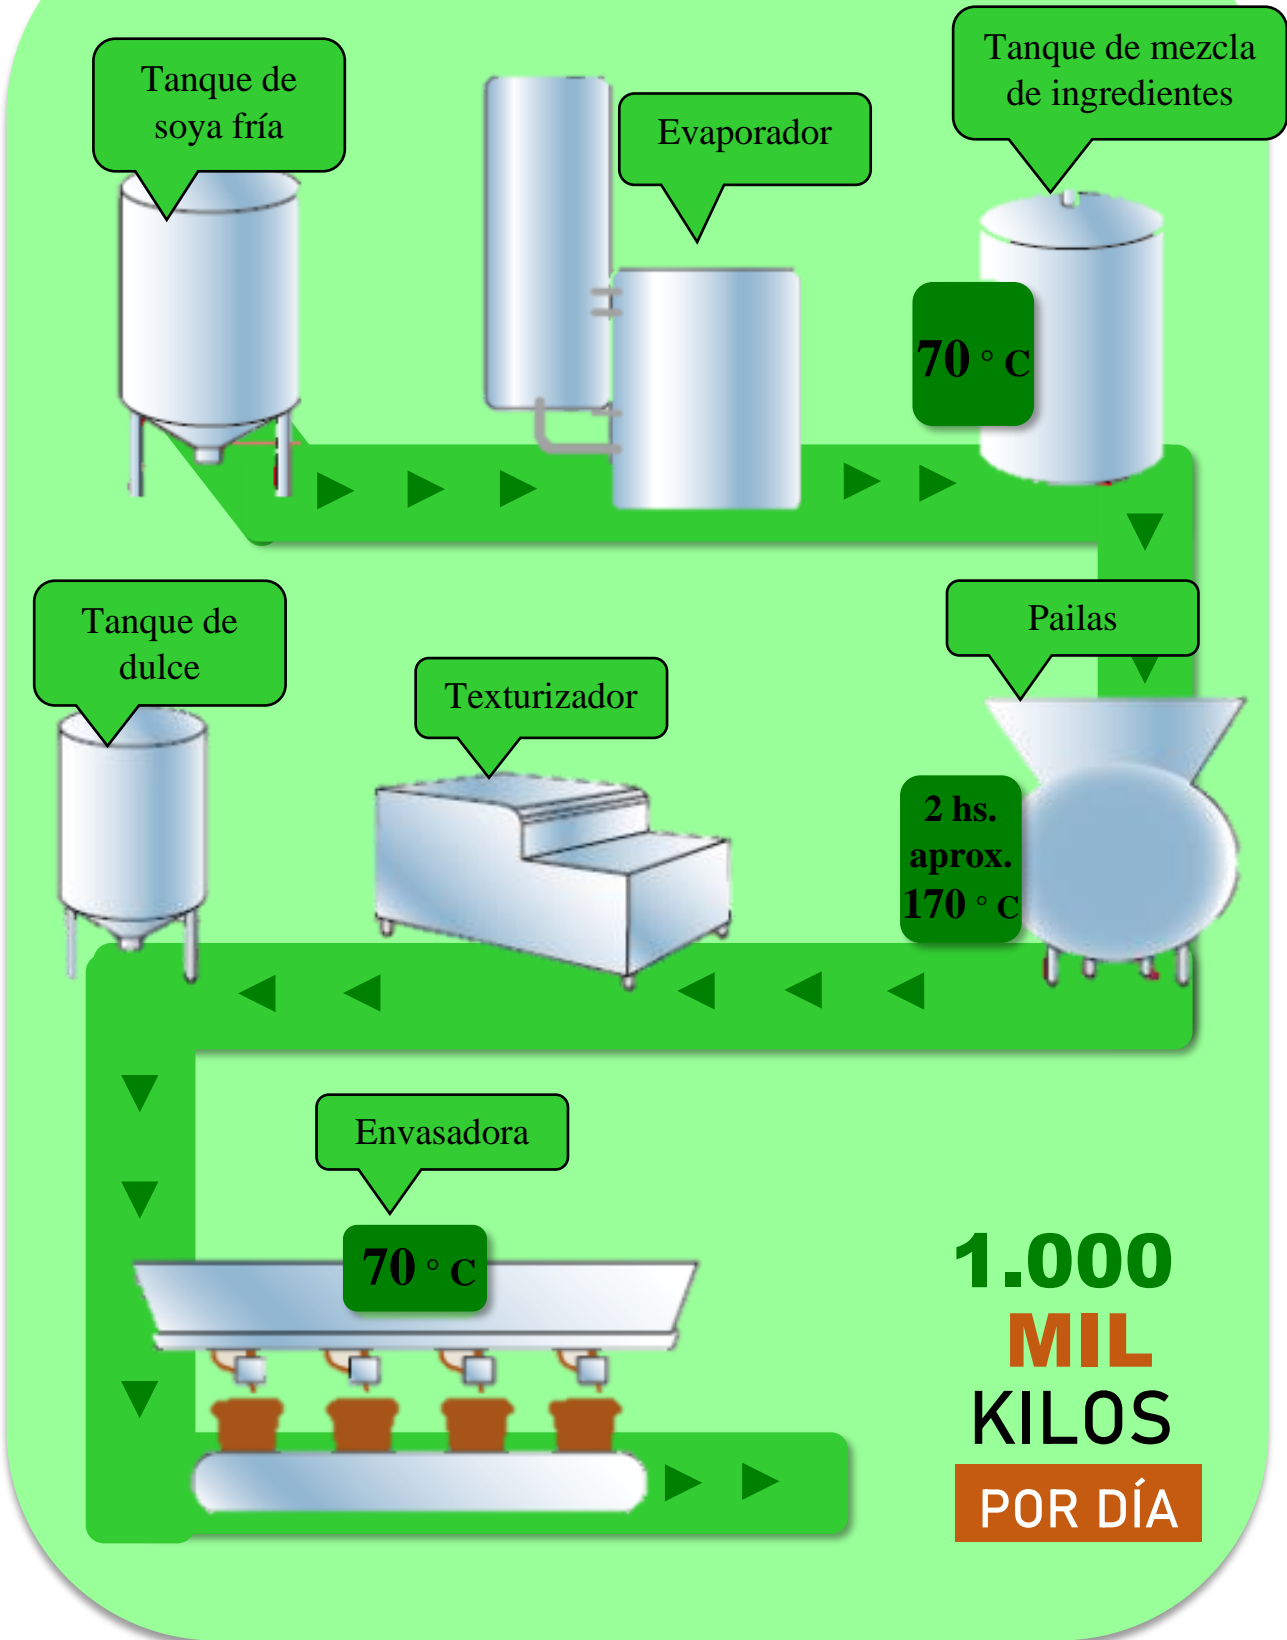 Tanque de
soya fría
Evaporador
Tanque de mezcla
de ingredientes
70 ° C
Tanque de
dulce
Texturizador
Pailas
2 hs.
aprox.
170 ° C
Envasadora
70 ° C
1.000
MIL
KILOS
POR DÍA